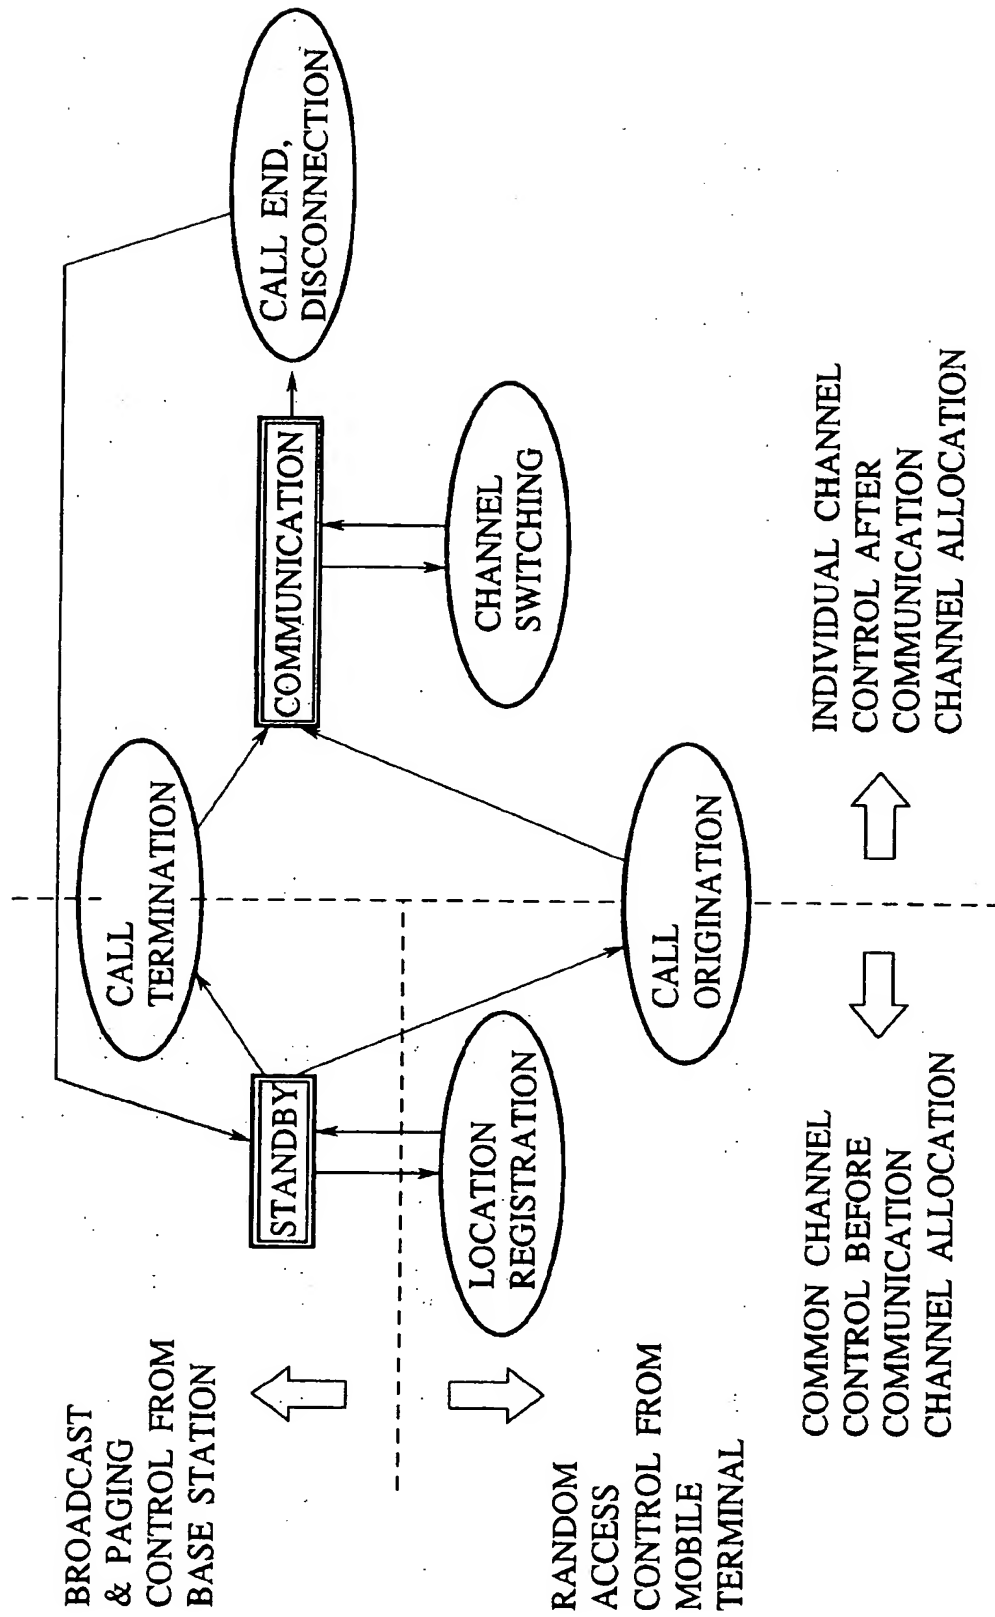 BROADCAST
& PAGING
CONTROL FROM
BASE STATION
RANDOM
ACCESS
CONTROL FROM
MOBILE
TERMINAL
STANDBY
LOCATION
REGISTRATION
CALL
TERMINATION
CALL
ORIGINATION
COMMUNICATION
CHANNEL
SWITCHING
CALL END,
DISCONNECTION
COMMON CHANNEL
CONTROL BEFORE
COMMUNICATION
CHANNEL ALLOCATION
INDIVIDUAL CHANNEL
CONTROL AFTER
COMMUNICATION
CHANNEL ALLOCATION